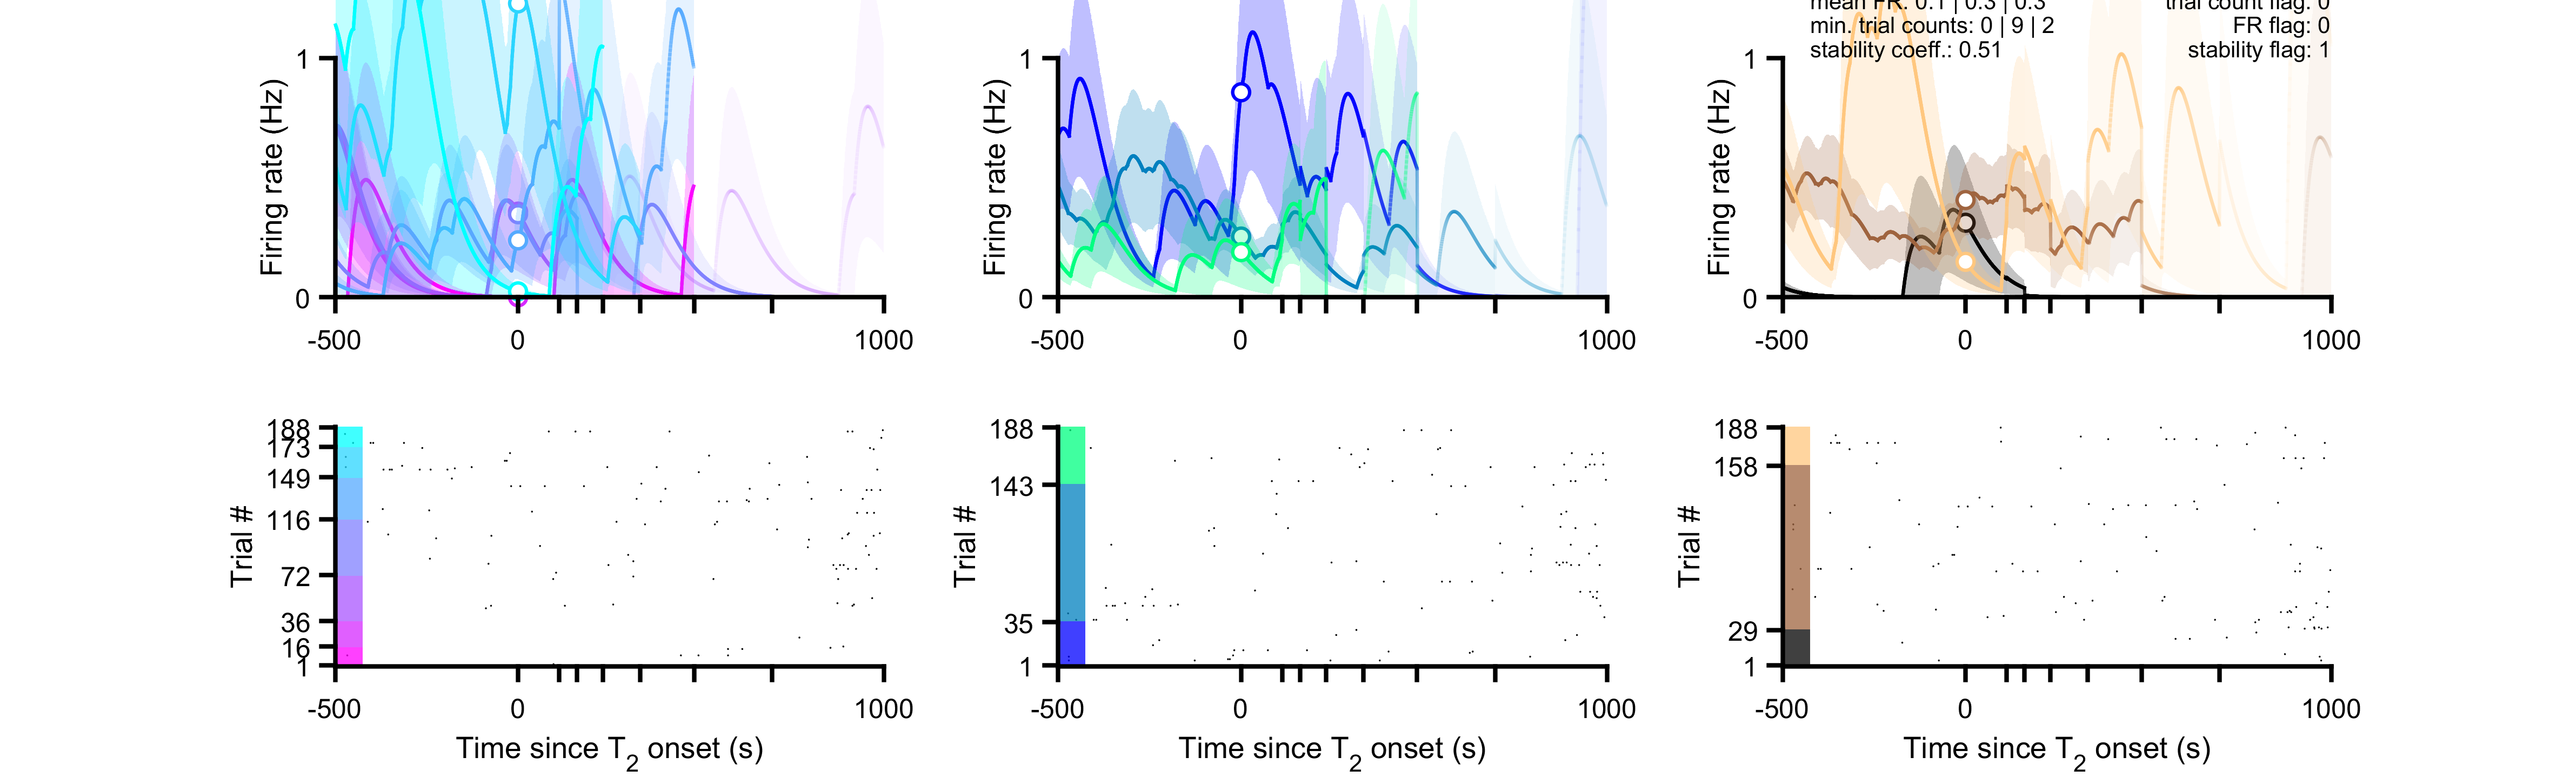 mean FR: 0.1 | 0.3 | 0.3
trial count flag: 0
min. trial counts: 0 | 9 | 2
FR flag: 0
stability coeff.: 0.51
stability flag: 1
Firing rate (Hz)
1
0
-500
0
1000
Firing rate (Hz)
1
0
-500
0
1000
Firing rate (Hz)
1
0
-500
0
1000
Trial #
188
173
149
116
72
36
16
1
-500
0
1000
Time since T2 onset (s)
Trial #
188
143
35
1
-500
0
1000
Time since T2 onset (s)
Trial #
188
158
29
1
-500
0
1000
Time since T2 onset (s)